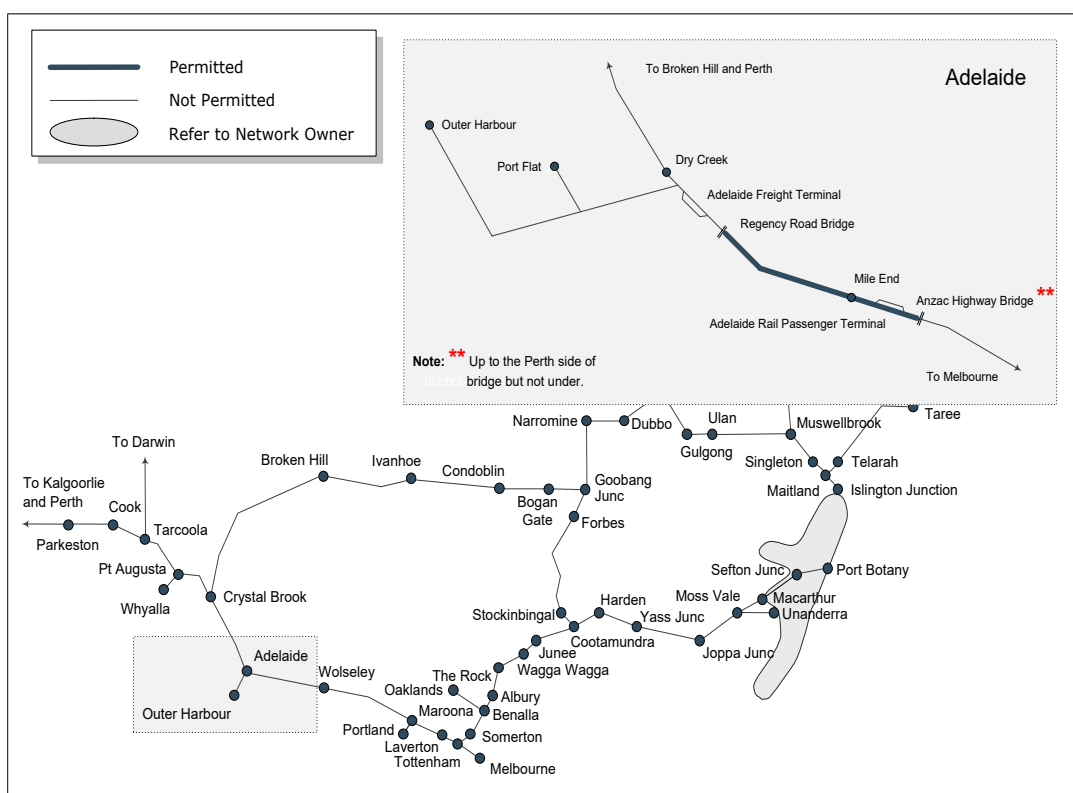 Permitted
Not Permitted
Refer to Network Owner
Adelaide
To Broken Hill and Perth
Outer Harbour
Port Flat
Dry Creek
Adelaide Freight Terminal
Regency Road Bridge
Mile End
Anzac Highway Bridge **
Adelaide Rail Passenger Terminal
To Melbourne
Note: ** Up to the Perth side of
bbbbbb bridge but not under.
Narromine
Dubbo
Ulan
Gulgong
Muswellbrook
Taree
Singleton
Telarah
Maitland
Islington Junction
To Darwin
Broken Hill
Ivanhoe
Condoblin
Bogan
Gate
Goobang
Junc
Forbes
To Kalgoorlie
and Perth
Cook
Parkeston
Tarcoola
Pt Augusta
Whyalla
Crystal Brook
Sefton Junc
Port Botany
Moss Vale
Macarthur
Unanderra
Stockinbingal
Harden
Yass Junc
Cootamundra
Joppa Junc
Junee
Wagga Wagga
The Rock
Adelaide
Wolseley
Outer Harbour
Oaklands
Albury
Maroona
Benalla
Portland
Laverton
Somerton
Tottenham
Melbourne